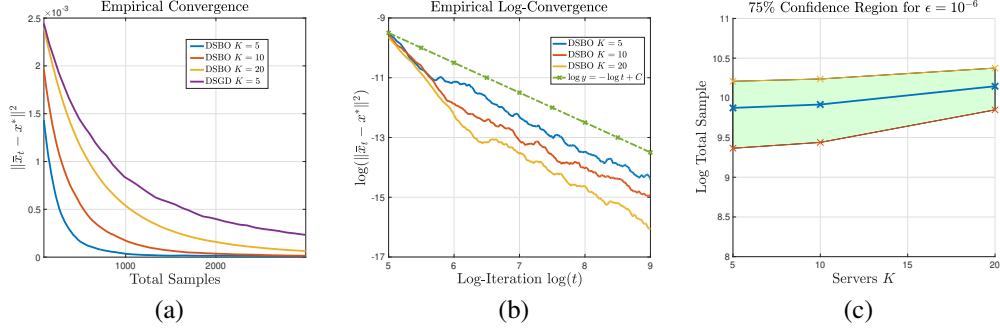 Empirical Convergence
×10⁻³
2.5
2
1.5
1
0.5
0
1000
2000
‖x̄ₜ − x*‖²
Total Samples
DSBO K = 5
DSBO K = 10
DSBO K = 20
DSGD K = 5
(a)
Empirical Log-Convergence
-9
-11
-13
-15
-17
5
6
7
8
9
log(‖x̄ₜ − x*‖²)
Log-Iteration log(t)
DSBO K = 5
DSBO K = 10
DSBO K = 20
log y = − log t + C
(b)
75% Confidence Region for ϵ = 10⁻⁶
11
10.5
10
9.5
9
8.5
8
5
10
15
20
Log Total Sample
Servers K
(c)